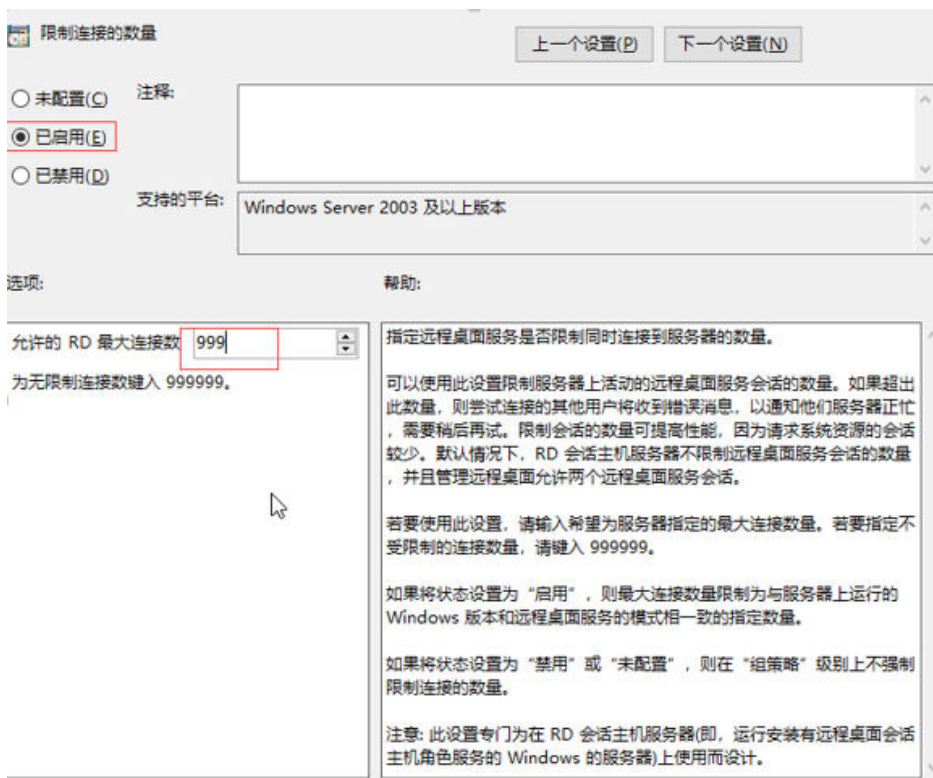 限制连接的数量
上一个设置(P)
下一个设置(N)
未配置(C)
注释:
已启用(E)
已禁用(D)
支持的平台:
Windows Server 2003 及以上版本
选项:
帮助:
允许的 RD 最大连接数
999
为无限制连接数键入 999999。
指定远程桌面服务是否限制同时连接到服务器的数量。
可以使用此设置限制服务器上活动的远程桌面服务会话的数量。如果超出
此数量，则尝试连接的其他用户将收到错误消息，以通知他们服务器正忙
，需要稍后再试。限制会话的数量可提高性能，因为请求系统资源的会话
较少。默认情况下，RD 会话主机服务器不限制远程桌面服务会话的数量
，并且管理远程桌面允许两个远程桌面服务会话。
若要使用此设置，请输入希望为服务器指定的最大连接数量。若要指定不
受限制的连接数量，请键入 999999。
如果将状态设置为“启用”，则最大连接数量限制为与服务器上运行的
Windows 版本和远程桌面服务的模式相一致的指定数量。
如果将状态设置为“禁用”或“未配置”，则在“组策略”级别上不强制
限制连接的数量。
注意: 此设置专门为在 RD 会话主机服务器(即，运行安装有远程桌面会话
主机角色服务的 Windows 的服务器)上使用而设计。